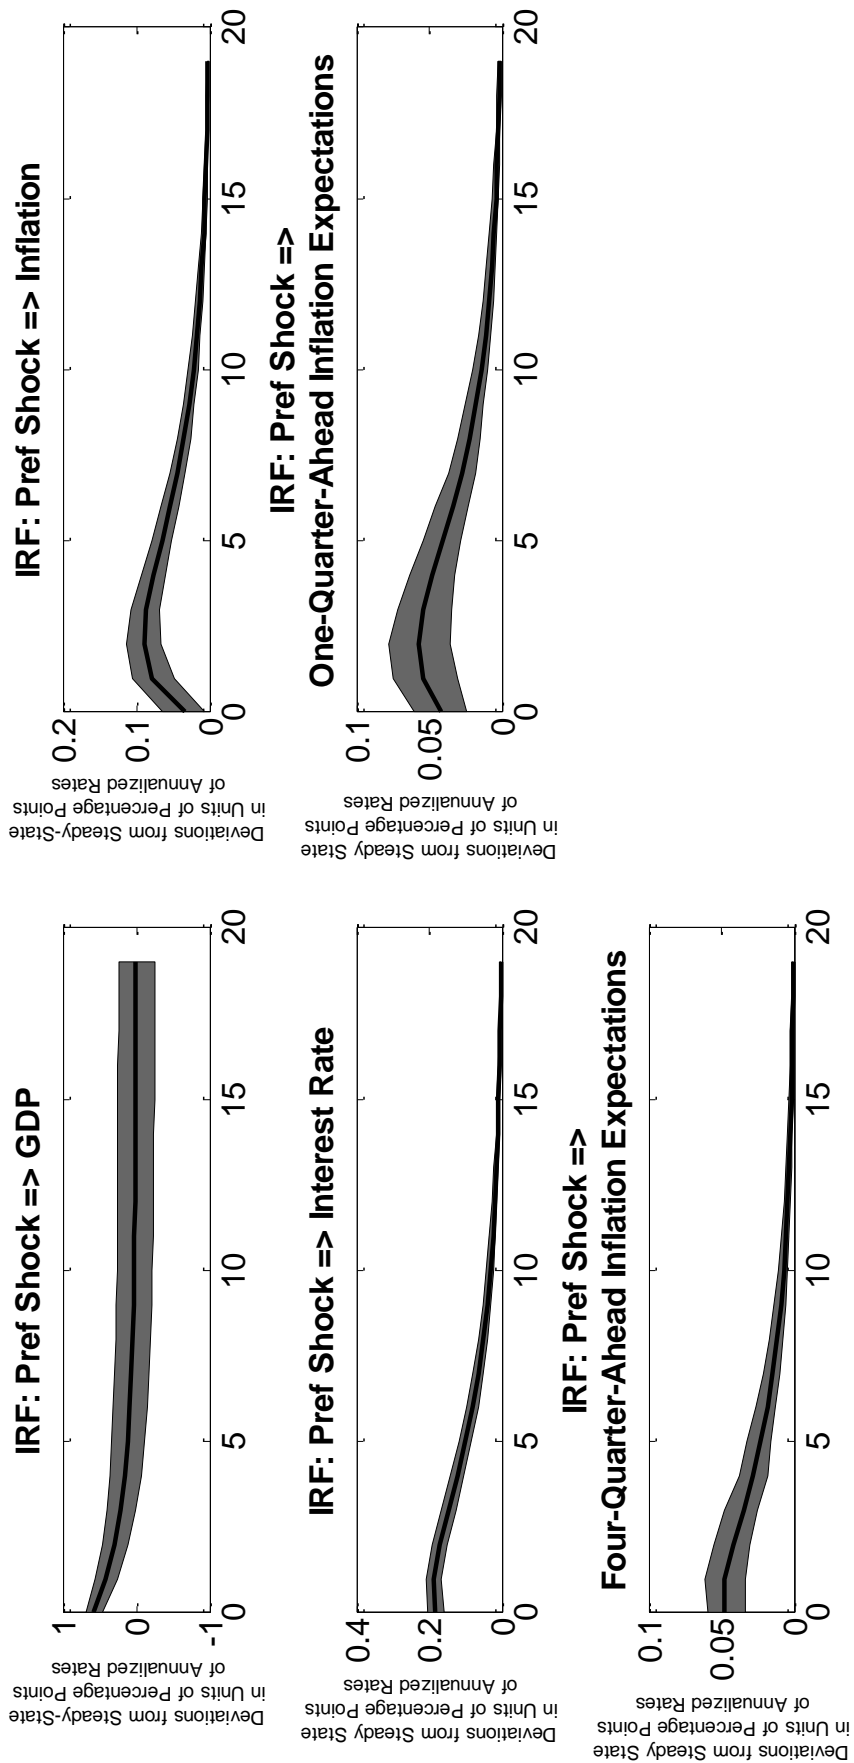 IRF: Pref Shock => GDP
Deviations from Steady-State
in Units of Percentage Points
of Annualized Rates
1
0
-1
0
5
10
15
20
IRF: Pref Shock => Inflation
Deviations from Steady-State
in Units of Percentage Points
of Annualized Rates
0.2
0.1
0
0
5
10
15
20
IRF: Pref Shock => Interest Rate
Deviations from Steady State
in Units of Percentage Points
of Annualized Rates
0.4
0.2
0
0
5
10
15
20
IRF: Pref Shock =>
One-Quarter-Ahead Inflation Expectations
Deviations from Steady State
in Units of Percentage Points
of Annualized Rates
0.1
0.05
0
0
5
10
15
20
IRF: Pref Shock =>
Four-Quarter-Ahead Inflation Expectations
Deviations from Steady State
in Units of Percentage Points
of Annualized Rates
0.1
0.05
0
0
5
10
15
20